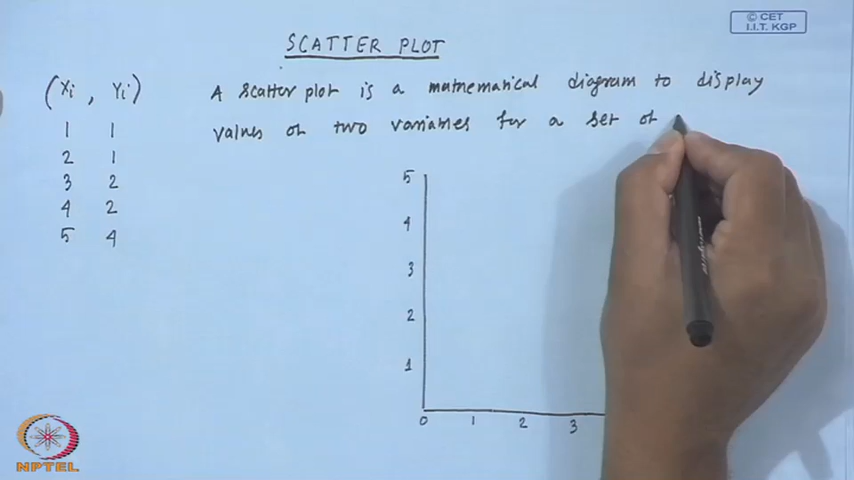 © CET
I.I.T. KGP
SCATTER PLOT
(Xi, Yi)
A scatter plot is a mathematical diagram to display
values of two variables for a set of
1 1
2 1
3 2
4 2
5 4
5
4
3
2
1
0 1 2 3
NPTEL